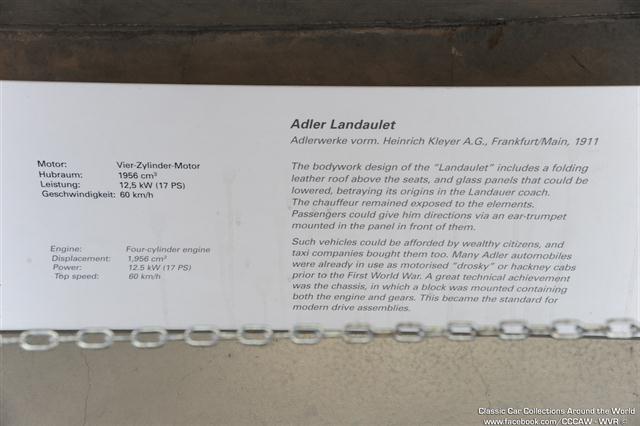 Adler Landaulet
Adlerwerke vorm. Heinrich Kleyer A.G., Frankfurt/Main, 1911
Motor: Vier-Zylinder-Motor
Hubraum: 1956 cm³
Leistung: 12,5 kW (17 PS)
Geschwindigkeit: 60 km/h
Engine: Four-cylinder engine
Displacement: 1,956 cm³
Power: 12.5 kW (17 PS)
Top speed: 60 km/h
The bodywork design of the “Landaulet” includes a folding
leather roof above the seats, and glass panels that could be
lowered, betraying its origins in the Landauer coach.
The chauffeur remained exposed to the elements.
Passengers could give him directions via an ear-trumpet
mounted in the panel in front of them.
Such vehicles could be afforded by wealthy citizens, and
taxi companies bought them too. Many Adler automobiles
were already in use as motorised “drosky” or hackney cabs
prior to the First World War. A great technical achievement
was the chassis, in which a block was mounted containing
both the engine and gears. This became the standard for
modern drive assemblies.
Classic Car Collections Around the World
www.facebook.com/CCCAW - WVR ©